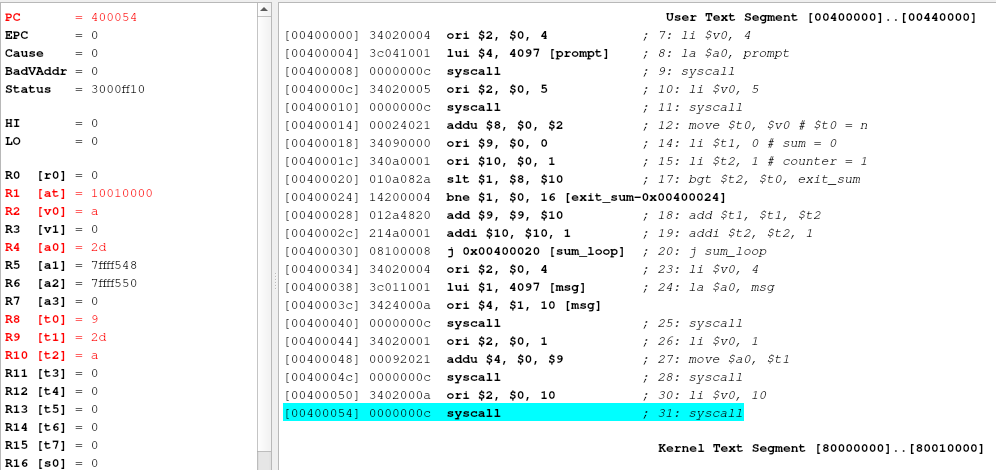 PC = 400054
EPC = 0
Cause = 0
BadVAddr = 0
Status = 3000ff10
HI = 0
LO = 0
R0 [r0] = 0
R1 [at] = 10010000
R2 [v0] = a
R3 [v1] = 0
R4 [a0] = 2d
R5 [a1] = 7ffff548
R6 [a2] = 7ffff550
R7 [a3] = 0
R8 [t0] = 9
R9 [t1] = 2d
R10 [t2] = a
R11 [t3] = 0
R12 [t4] = 0
R13 [t5] = 0
R14 [t6] = 0
R15 [t7] = 0
R16 [s0] = 0
User Text Segment [00400000]..[00440000]
[00400000] 34020004 ori $2, $0, 4 ; 7: li $v0, 4
[00400004] 3c041001 lui $4, 4097 [prompt] ; 8: la $a0, prompt
[00400008] 0000000c syscall ; 9: syscall
[0040000c] 34020005 ori $2, $0, 5 ; 10: li $v0, 5
[00400010] 0000000c syscall ; 11: syscall
[00400014] 00024021 addu $8, $0, $2 ; 12: move $t0, $v0 # $t0 = n
[00400018] 34090000 ori $9, $0, 0 ; 14: li $t1, 0 # sum = 0
[0040001c] 340a0001 ori $10, $0, 1 ; 15: li $t2, 1 # counter = 1
[00400020] 010a082a slt $1, $8, $10 ; 17: bgt $t2, $t0, exit_sum
[00400024] 14200004 bne $1, $0, 16 [exit_sum-0x00400024]
[00400028] 012a4820 add $9, $9, $10 ; 18: add $t1, $t1, $t2
[0040002c] 214a0001 addi $10, $10, 1 ; 19: addi $t2, $t2, 1
[00400030] 08100008 j 0x00400020 [sum_loop] ; 20: j sum_loop
[00400034] 34020004 ori $2, $0, 4 ; 23: li $v0, 4
[00400038] 3c011001 lui $1, 4097 [msg] ; 24: la $a0, msg
[0040003c] 3424000a ori $4, $1, 10 [msg]
[00400040] 0000000c syscall ; 25: syscall
[00400044] 34020001 ori $2, $0, 1 ; 26: li $v0, 1
[00400048] 00092021 addu $4, $0, $9 ; 27: move $a0, $t1
[0040004c] 0000000c syscall ; 28: syscall
[00400050] 3402000a ori $2, $0, 10 ; 30: li $v0, 10
[00400054] 0000000c syscall ; 31: syscall
Kernel Text Segment [80000000]..[80010000]